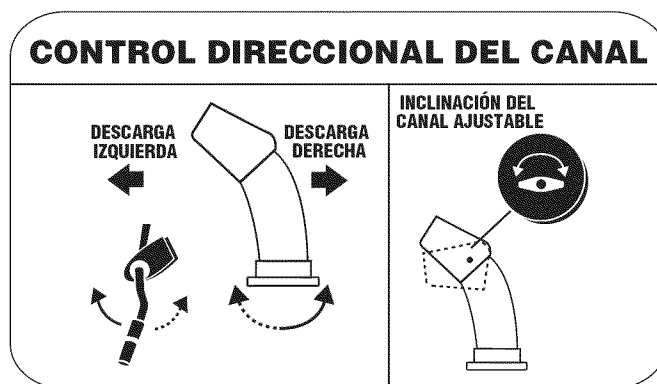 CONTROL DIRECCIONAL DEL CANAL
DESCARGA
IZQUIERDA
DESCARGA
DERECHA
INCLINACIÓN DEL
CANAL AJUSTABLE